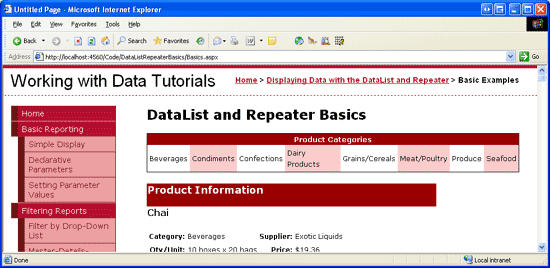 Untitled Page - Microsoft Internet Explorer
File Edit View Favorites Tools Help
Back Search Favorites
Address http://localhost:4560/Code/DataListRepeaterBasics/Basics.aspx Go
Working with Data Tutorials
Home > Displaying Data with the DataList and Repeater > Basic Examples
Home
Basic Reporting
Simple Display
Declarative
Parameters
Setting Parameter
Values
Filtering Reports
Filter by Drop-Down
List
Master-Details-
DataList and Repeater Basics
Product Categories
Beverages Condiments Confections Dairy Products Grains/Cereals Meat/Poultry Produce Seafood
Product Information
Chai
Category: Beverages Supplier: Exotic Liquids
Qty/Unit: 10 boxes x 20 bags Price: $19.36
Done Local intranet